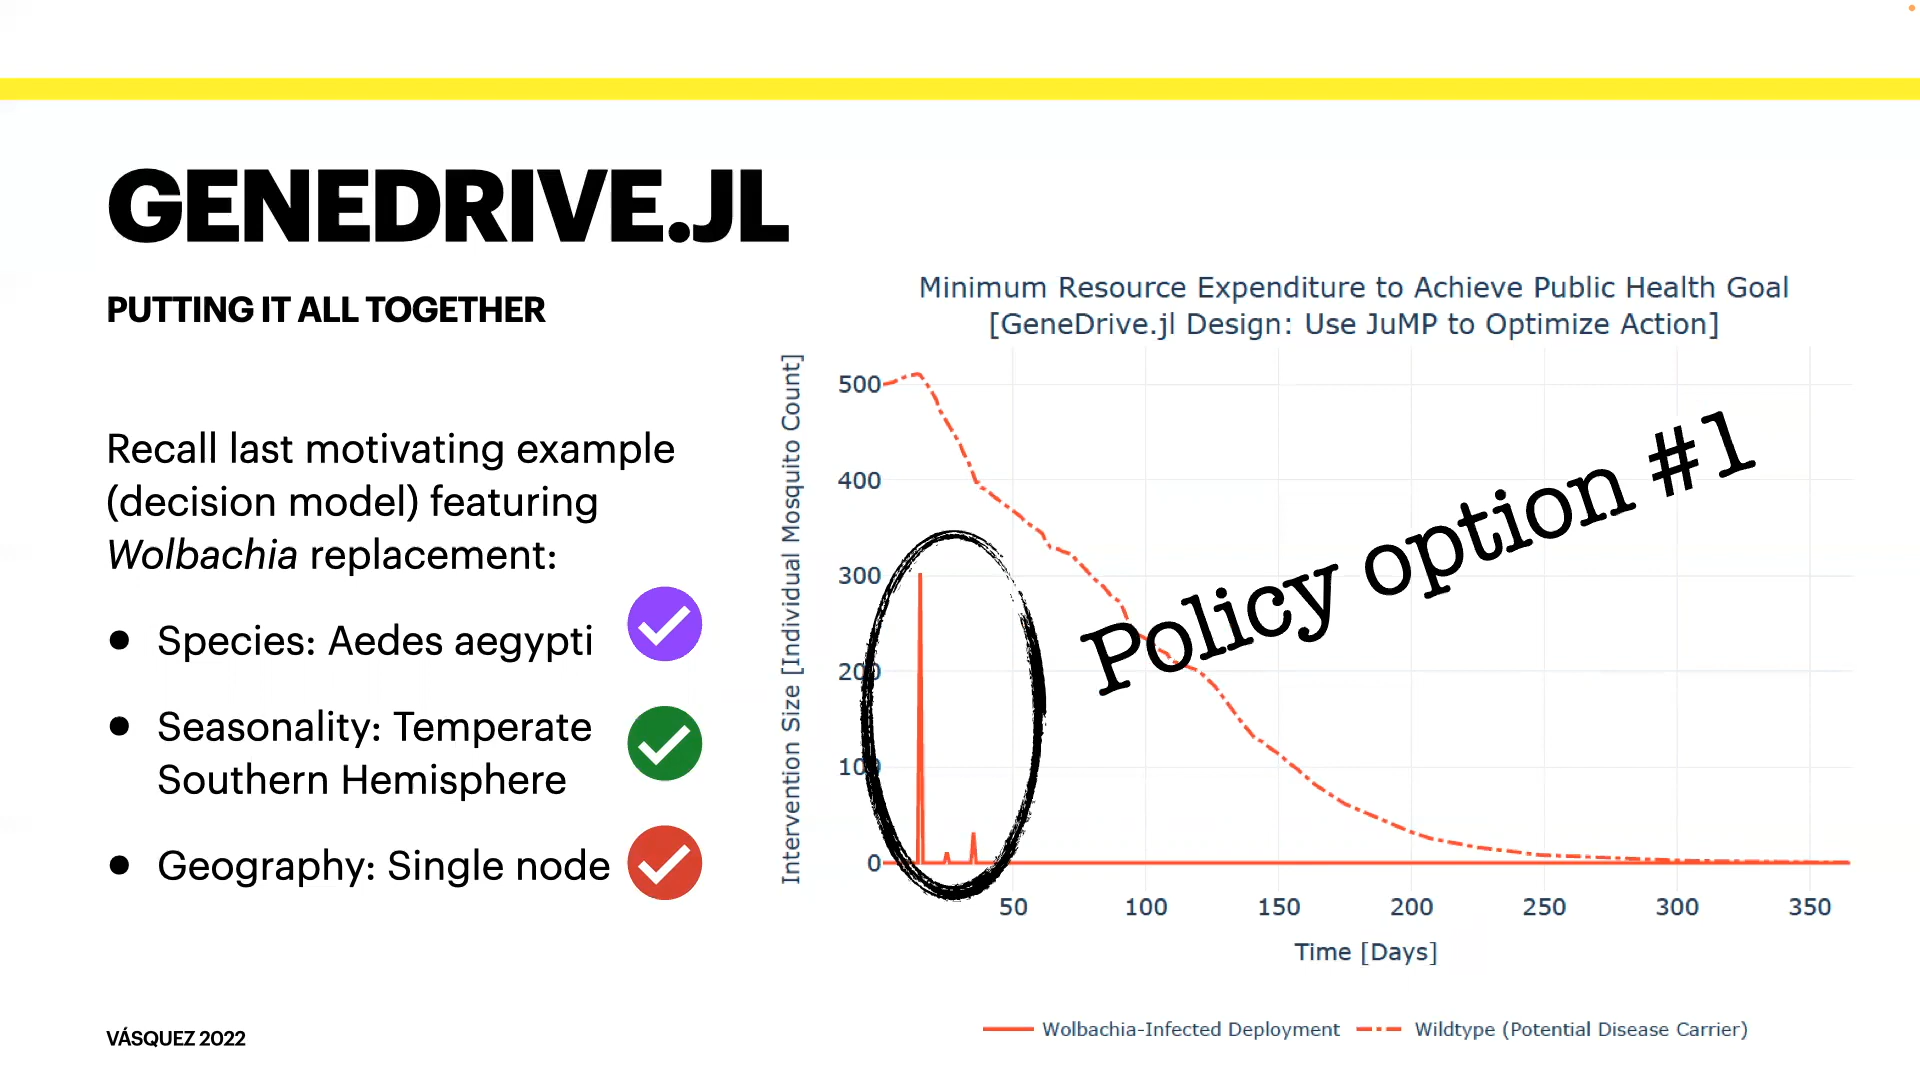 GENEDRIVE.JL
PUTTING IT ALL TOGETHER
Recall last motivating example
(decision model) featuring
Wolbachia replacement:
• Species: Aedes aegypti
• Seasonality: Temperate
Southern Hemisphere
• Geography: Single node
VÁSQUEZ 2022
Minimum Resource Expenditure to Achieve Public Health Goal
[GeneDrive.jl Design: Use JuMP to Optimize Action]
Intervention Size [Individual Mosquito Count]
500
400
300
200
100
0
Policy option #1
50 100 150 200 250 300 350
Time [Days]
Wolbachia-Infected Deployment Wildtype (Potential Disease Carrier)